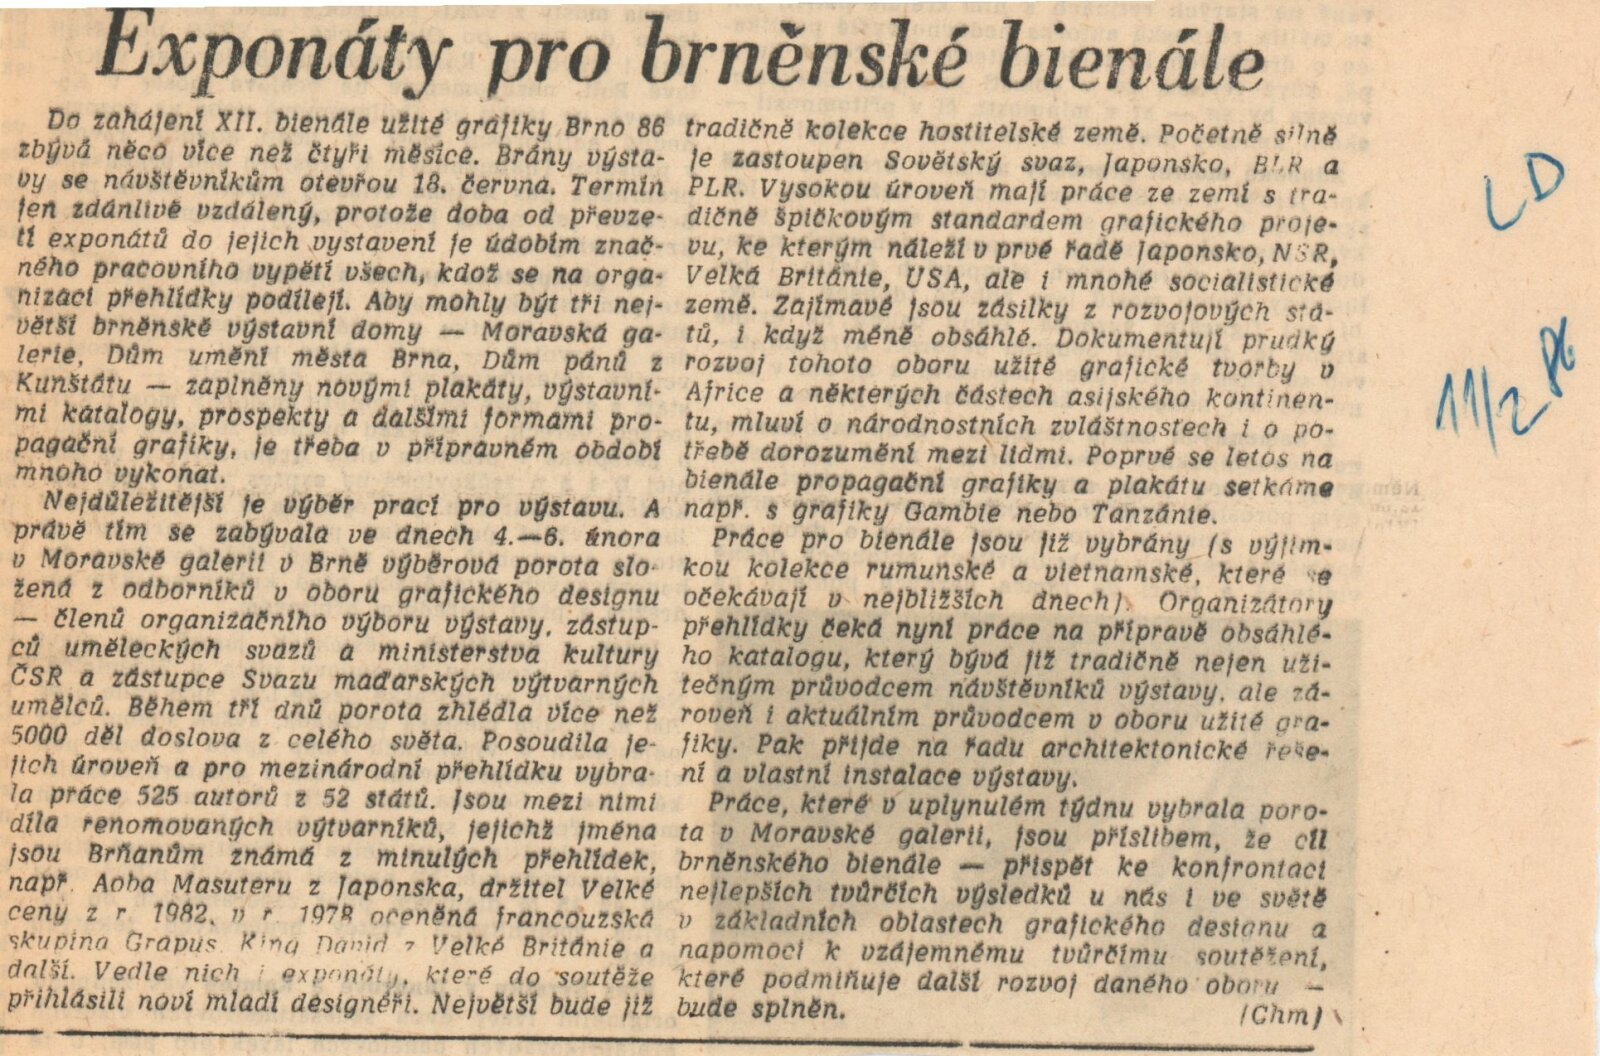 Exponáty pro brněnské bienále
Do zahájení XII. bienále užité grafiky Brno 86
zbývá něco více než čtyři měsíce. Brány výsta-
vy se návštěvníkům otevřou 18. června. Termín
jen zdánlivě vzdálený, protože doba od převze-
tí exponátů do jejich vystavení je údobím znač-
ného pracovního vypětí všech, kdož se na orga-
nizaci přehlídky podílejí. Aby mohly být tři nej-
větší brněnské výstavní domy — Moravská ga-
lerie, Dům umění města Brna, Dům pánů z
Kunštátu — zaplněny novými plakáty, výstavní-
mi katalogy, prospekty a dalšími formami pro-
pagační grafiky, je třeba v přípravném období
mnoho vykonat.
Nejdůležitější je výběr prací pro výstavu. A
právě tím se zabývala ve dnech 4.—6. února
v Moravské galerii v Brně výběrová porota slo-
žená z odborníků v oboru grafického designu
— členů organizačního výboru výstavy, zástup-
ců uměleckých svazů a ministerstva kultury
ČSR a zástupce Svazu maďarských výtvarných
umělců. Během tří dnů porota zhlédla více než
5000 děl doslova z celého světa. Posoudila je-
jich úroveň a pro mezinárodní přehlídku vybra-
la práce 525 autorů z 52 států. Jsou mezi nimi
díla renomovaných výtvarníků, jejichž jména
jsou Brňanům známá z minulých přehlídek,
např. Aoba Masuteru z Japonska, držitel Velké
ceny z r. 1982, v r. 1978 oceněná francouzská
skupina Grapus, King David z Velké Británie a
další. Vedle nich i exponáty, které do soutěže
přihlásili noví mladí designéři. Největší bude již
tradičně kolekce hostitelské země. Početně silně
je zastoupen Sovětský svaz, Japonsko, BLR a
PLR. Vysokou úroveň mají práce ze zemí s tra-
dičně špičkovým standardem grafického proje-
vu, ke kterým náleží v prvé řadě Japonsko, NSR,
Velká Británie, USA, ale i mnohé socialistické
země. Zajímavé jsou zásilky z rozvojových stá-
tů, i když méně obsáhlé. Dokumentují prudký
rozvoj tohoto oboru užité grafické tvorby v
Africe a některých částech asijského kontinen-
tu, mluví o národnostních zvláštnostech i o po-
třebě dorozumění mezi lidmi. Poprvé se letos na
bienále propagační grafiky a plakátu setkáme
např. s grafiky Gambie nebo Tanzánie.
Práce pro bienále jsou již vybrány (s výjim-
kou kolekce rumunské a vietnamské, které se
očekávají v nejbližších dnech). Organizátory
přehlídky čeká nyní práce na přípravě obsáhlé-
ho katalogu, který bývá již tradičně nejen uži-
tečným průvodcem návštěvníků výstavy, ale zá-
roveň i aktuálním průvodcem v oboru užité gra-
fiky. Pak přijde na řadu architektonické řeše-
ní a vlastní instalace výstavy.
Práce, které v uplynulém týdnu vybrala poro-
ta v Moravské galerii, jsou příslibem, že cíl
brněnského bienále — přispět ke konfrontaci
nejlepších tvůrčích výsledků u nás i ve světě
v základních oblastech grafického designu a
napomoci k vzájemnému tvůrčímu soutěžení,
které podmiňuje další rozvoj daného oboru —
bude splněn.
(Chm)
LD
11/2 86